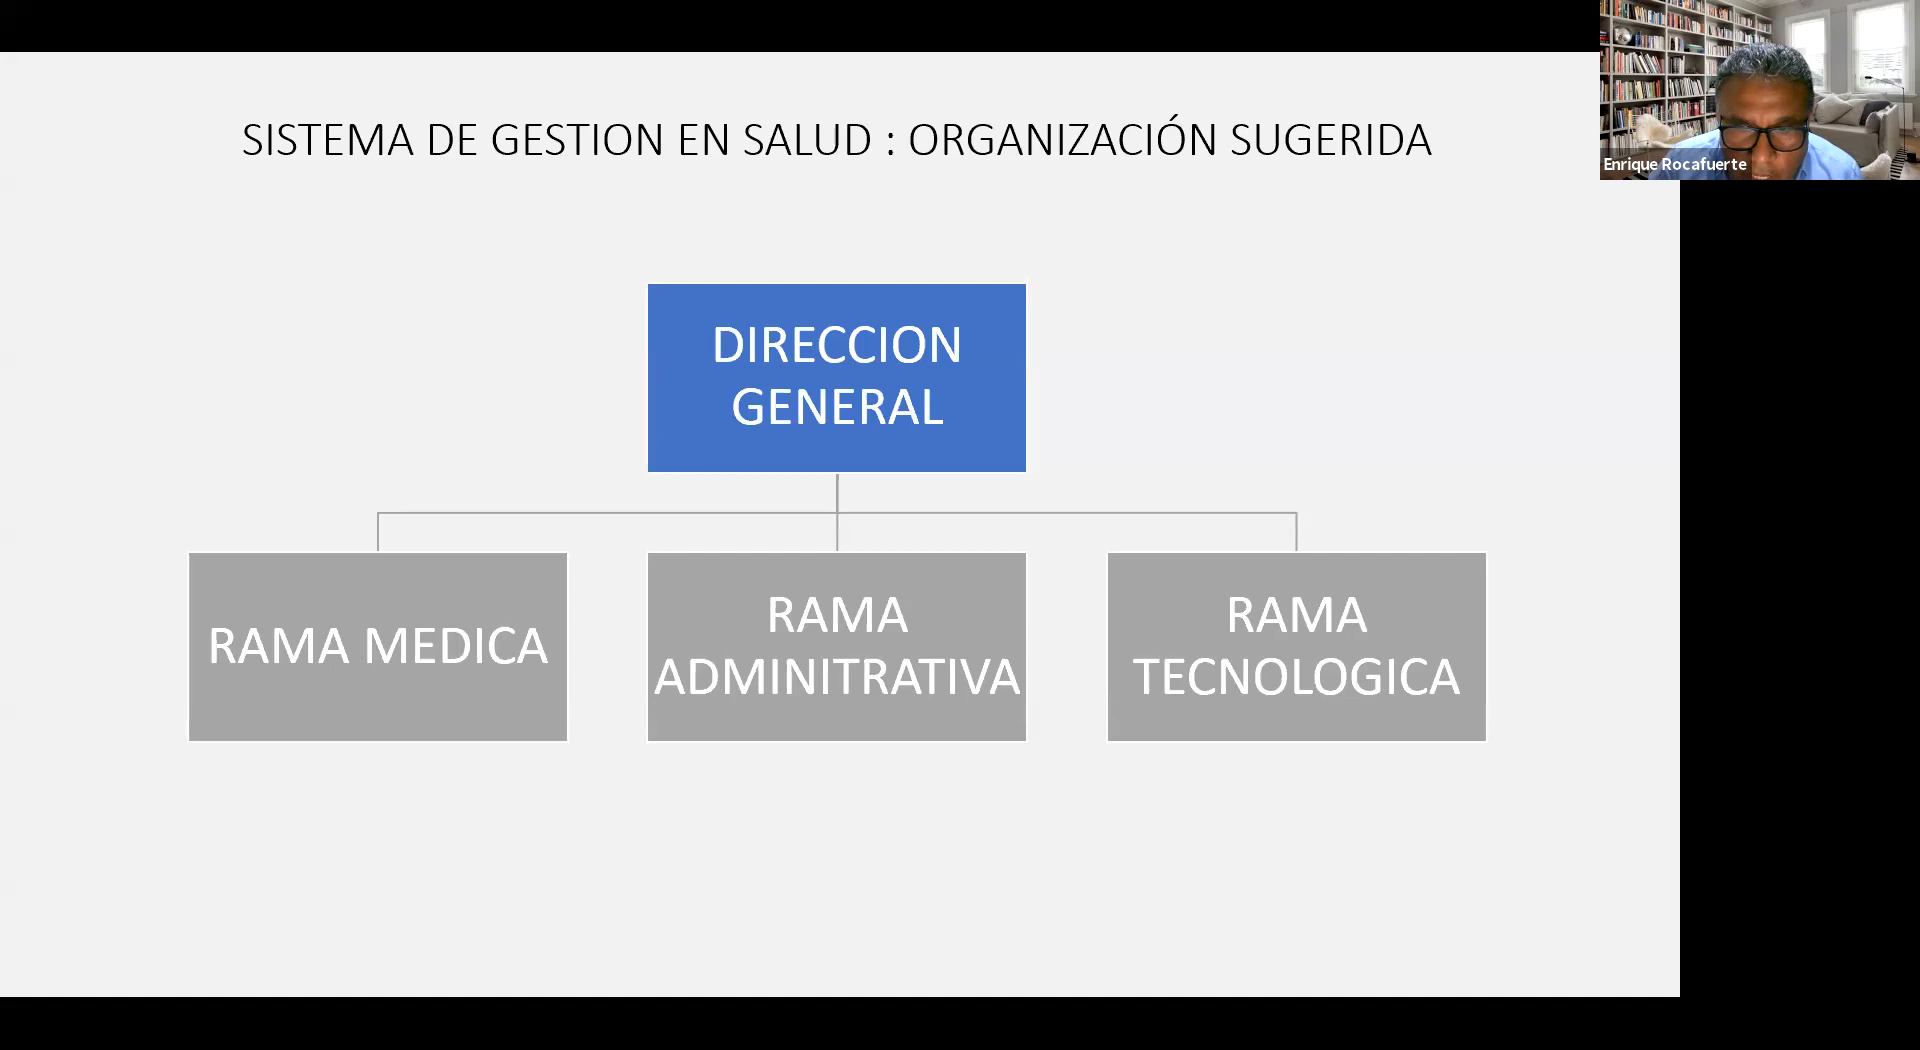 SISTEMA DE GESTION EN SALUD : ORGANIZACIÓN SUGERIDA
Enrique Rocafuerte
DIRECCION
GENERAL
RAMA MEDICA
RAMA
ADMINITRATIVA
RAMA
TECNOLOGICA